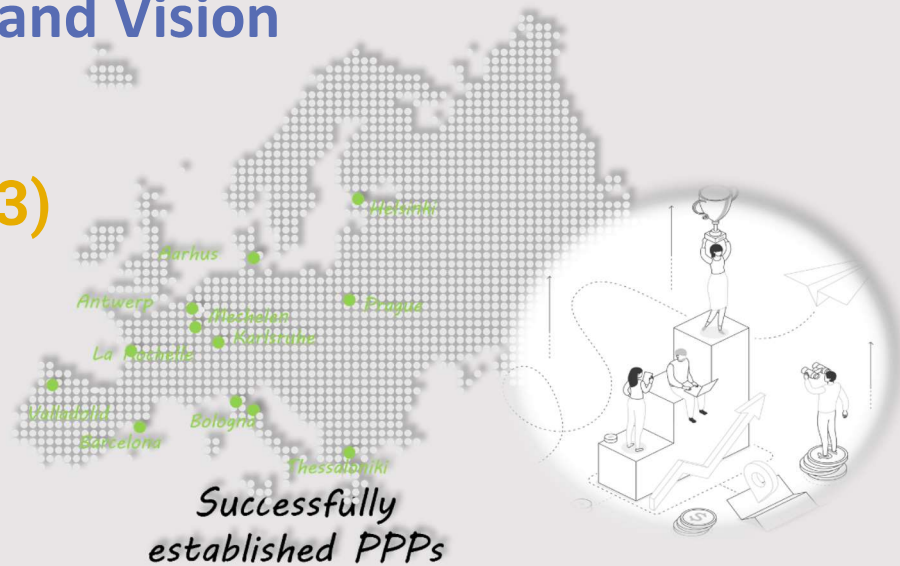 and Vision
3)
Helsinki
Aarhus
Antwerp
Prague
Mechelen
Karlsruhe
La Rochelle
Valladolid
Bologna
Barcelona
Thessaloniki
Successfully
established PPPs
$